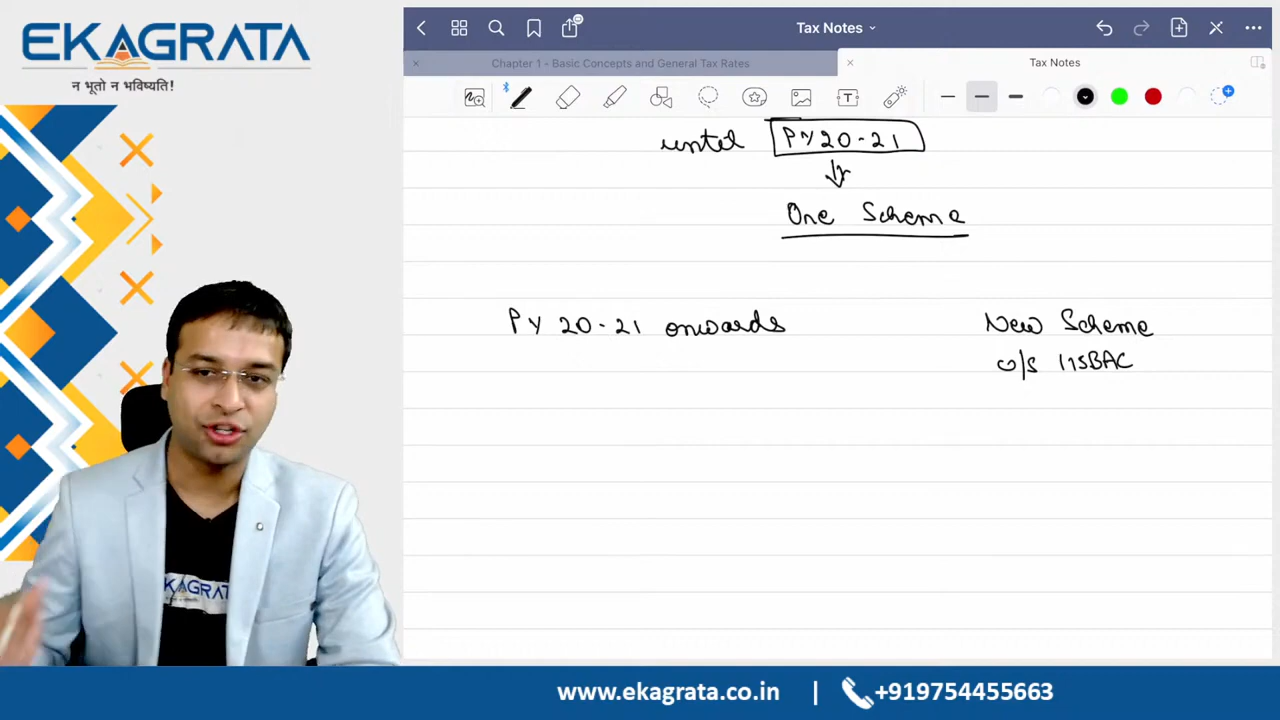 EKAGRATA
न भूतो न भविष्यति!
Tax Notes
Chapter 1 - Basic Concepts and General Tax Rates
Tax Notes
T
until PY 20-21
One Scheme
PY 20-21 onwards
New Scheme
u/s 115BAC
EKAGRATA
www.ekagrata.co.in | +919754455663